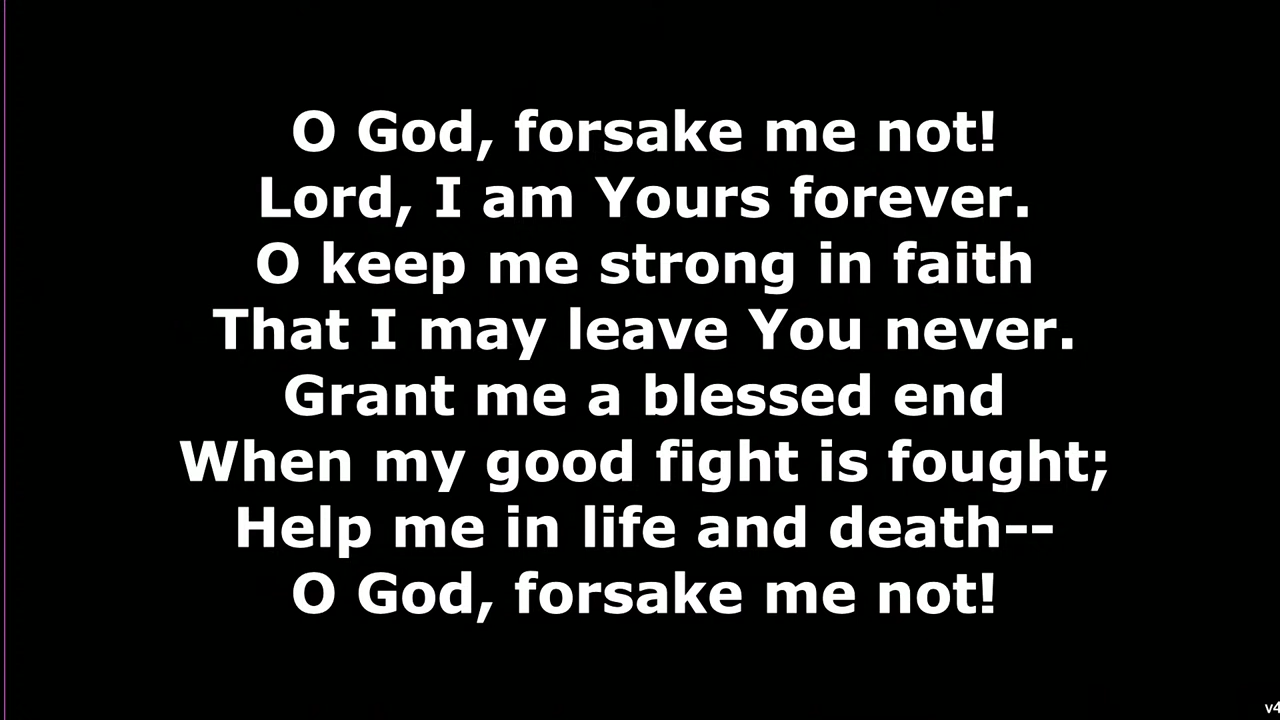 O God, forsake me not!
Lord, I am Yours forever.
O keep me strong in faith
That I may leave You never.
Grant me a blessed end
When my good fight is fought;
Help me in life and death--
O God, forsake me not!
v4